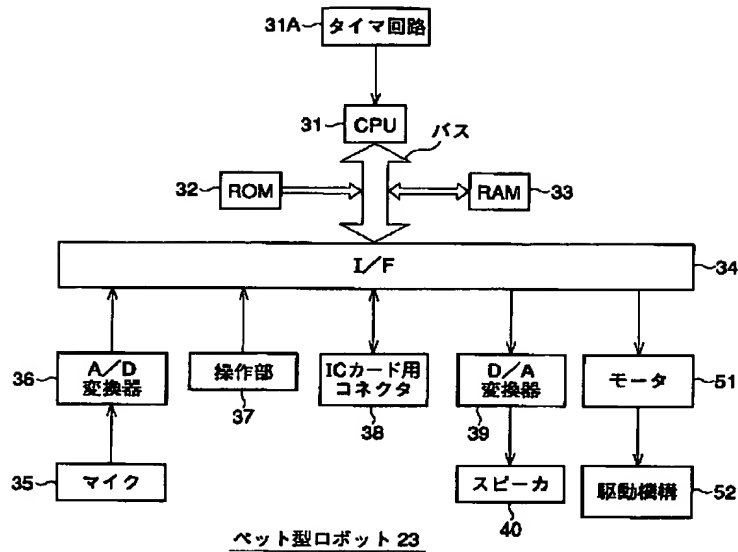 31A タイマ回路
31 CPU
バス
32 ROM
RAM 33
I/F 34
36 A/D
変換器
操作部
37
ICカード用
コネクタ
38
D/A
変換器
39
モータ 51
35 マイク
スピーカ
40
駆動機構 52
ペット型ロボット 23